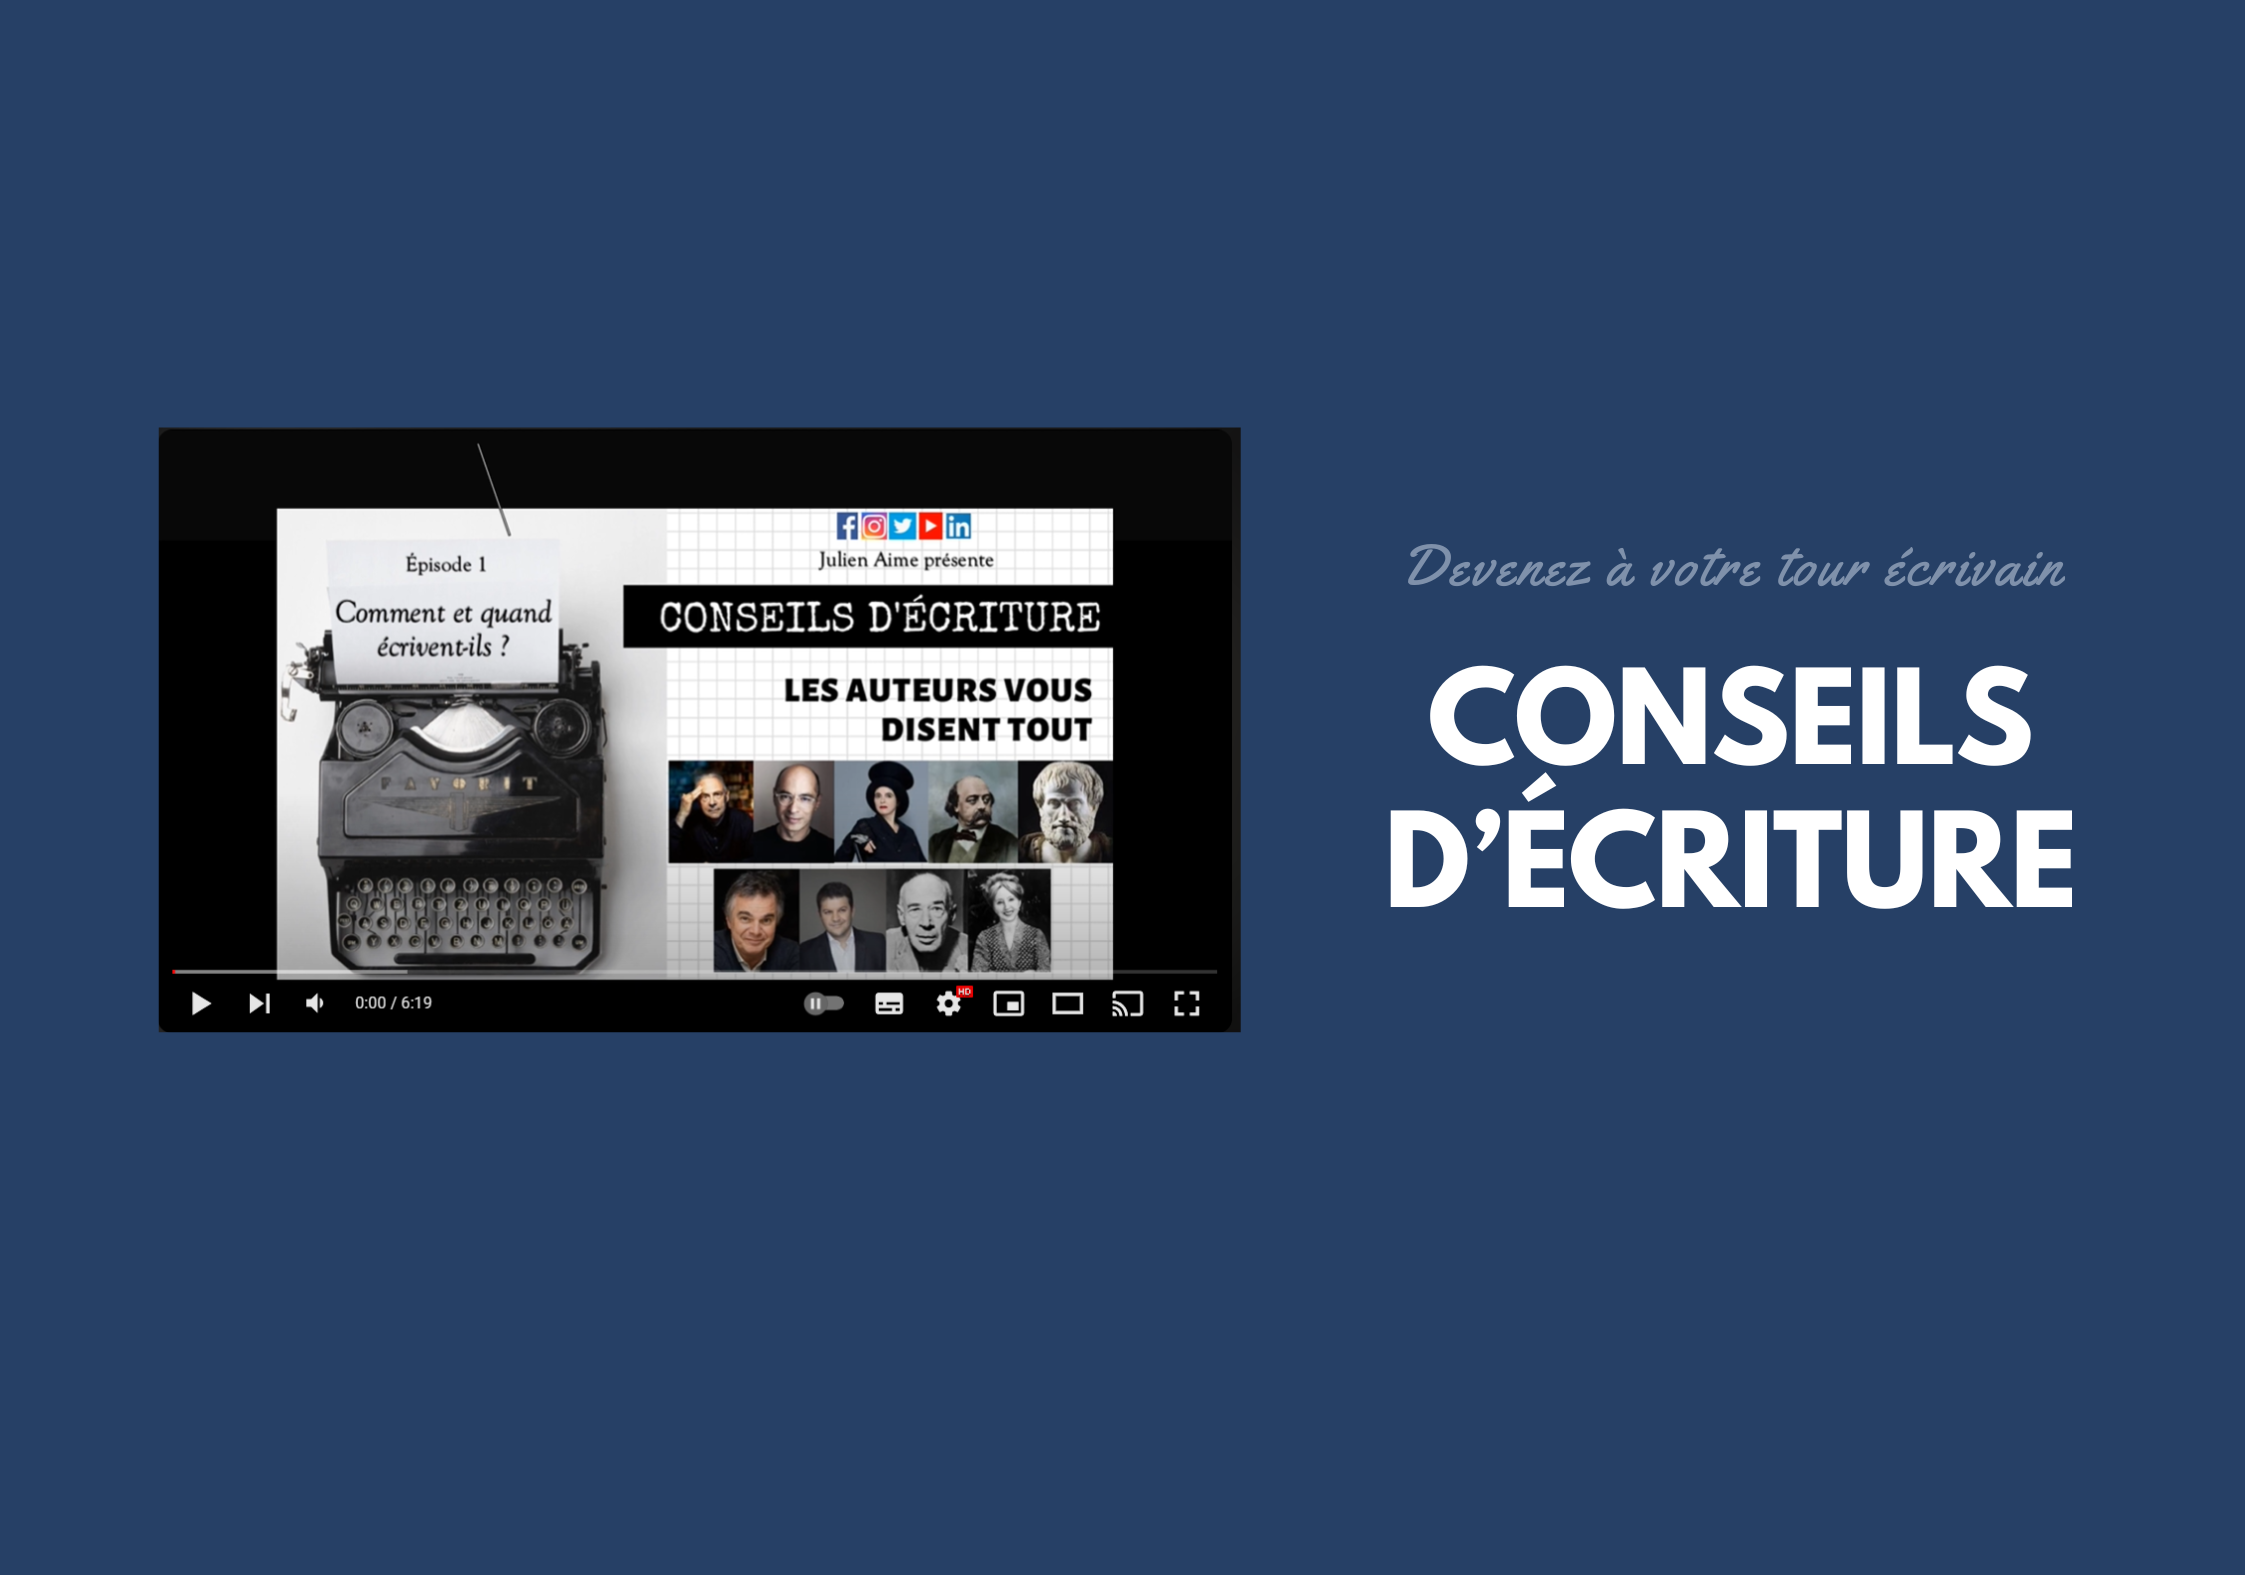 Épisode 1
Comment et quand
écrivent-ils ?
FAVORIT
Julien Aime présente
CONSEILS D'ÉCRITURE
LES AUTEURS VOUS
DISENT TOUT
0:00 / 6:19
HD
Devenez à votre tour écrivain
CONSEILS
D’ÉCRITURE